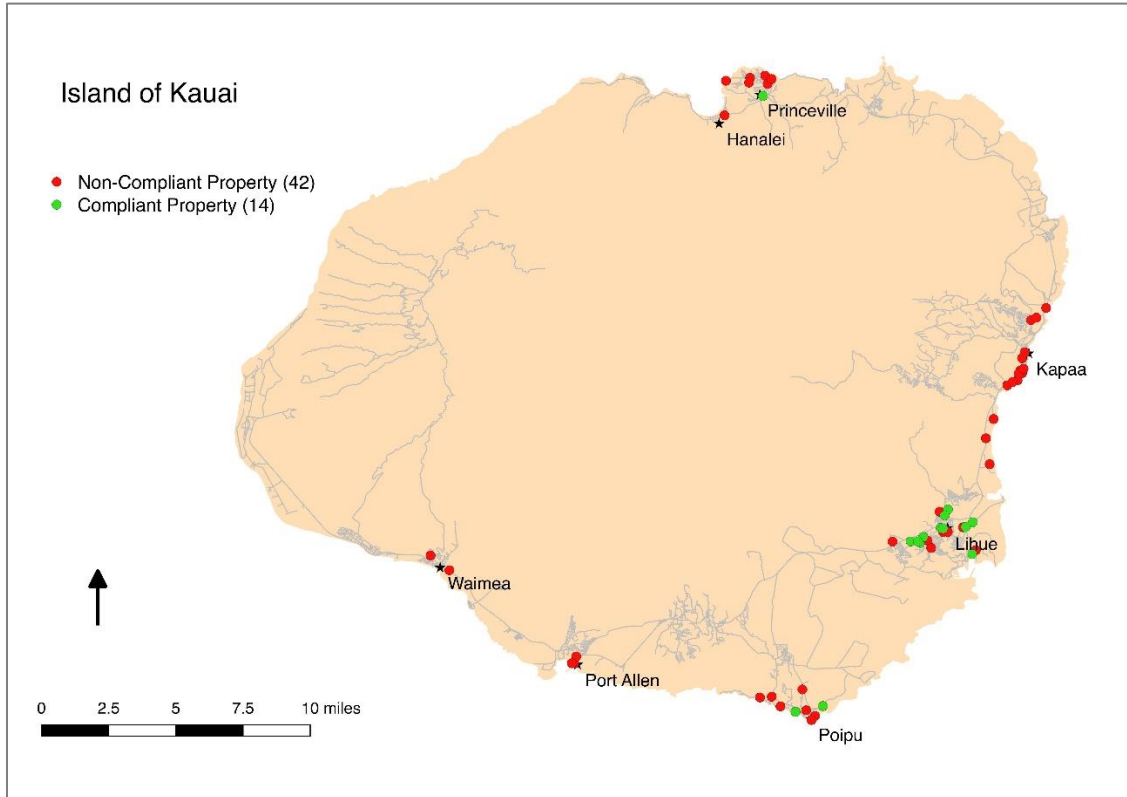 Island of Kauai
Non-Compliant Property (42)
Compliant Property (14)
Princeville
Hanalei
Kapaa
Lihue
Waimea
Port Allen
Poipu
0 2.5 5 7.5 10 miles